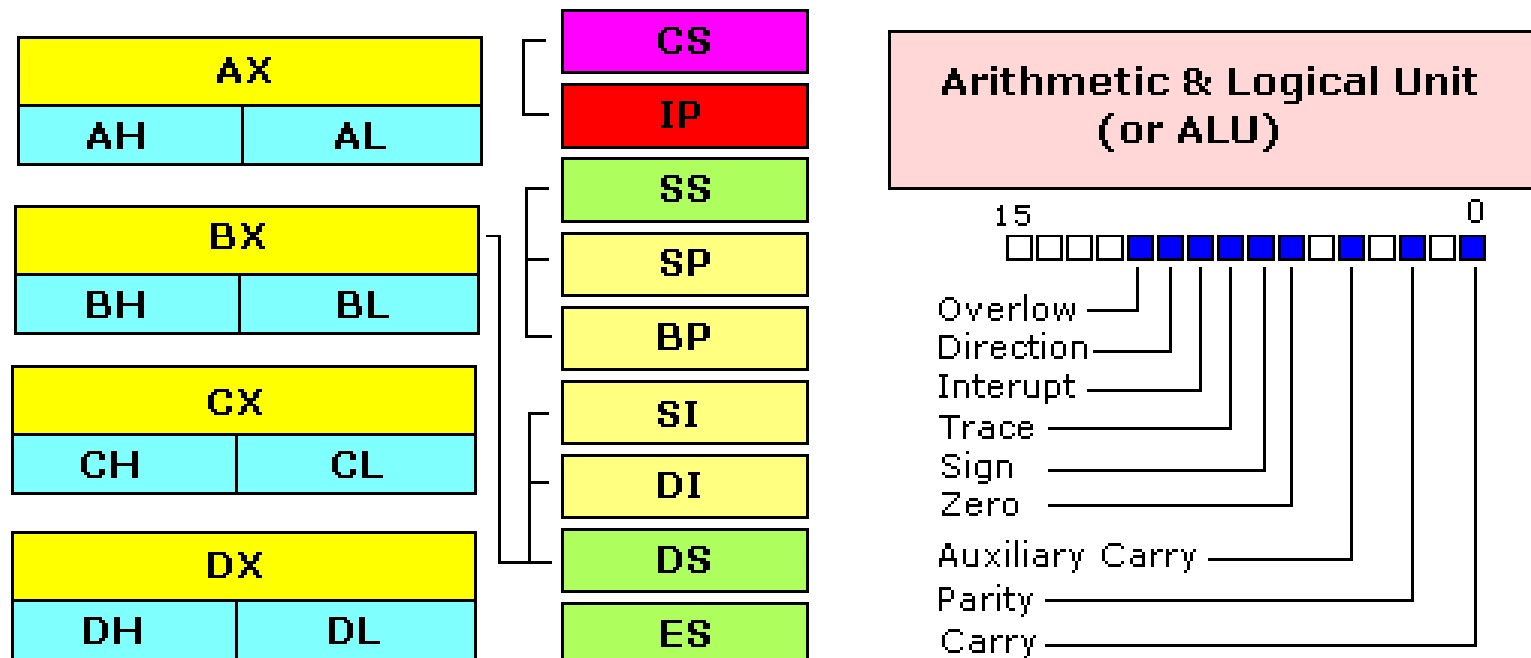 AX
AH AL
BX
BH BL
CX
CH CL
DX
DH DL
CS
IP
SS
SP
BP
SI
DI
DS
ES
Arithmetic & Logical Unit
(or ALU)
15 0
Overlow
Direction
Interupt
Trace
Sign
Zero
Auxiliary Carry
Parity
Carry